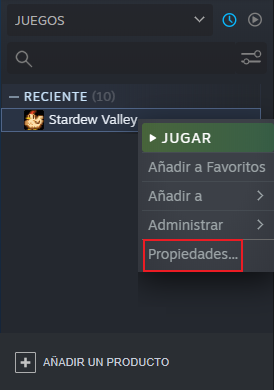 JUEGOS
RECIENTE (10)
Stardew Valley
JUGAR
Añadir a Favoritos
Añadir a
Administrar
Propiedades...
AÑADIR UN PRODUCTO